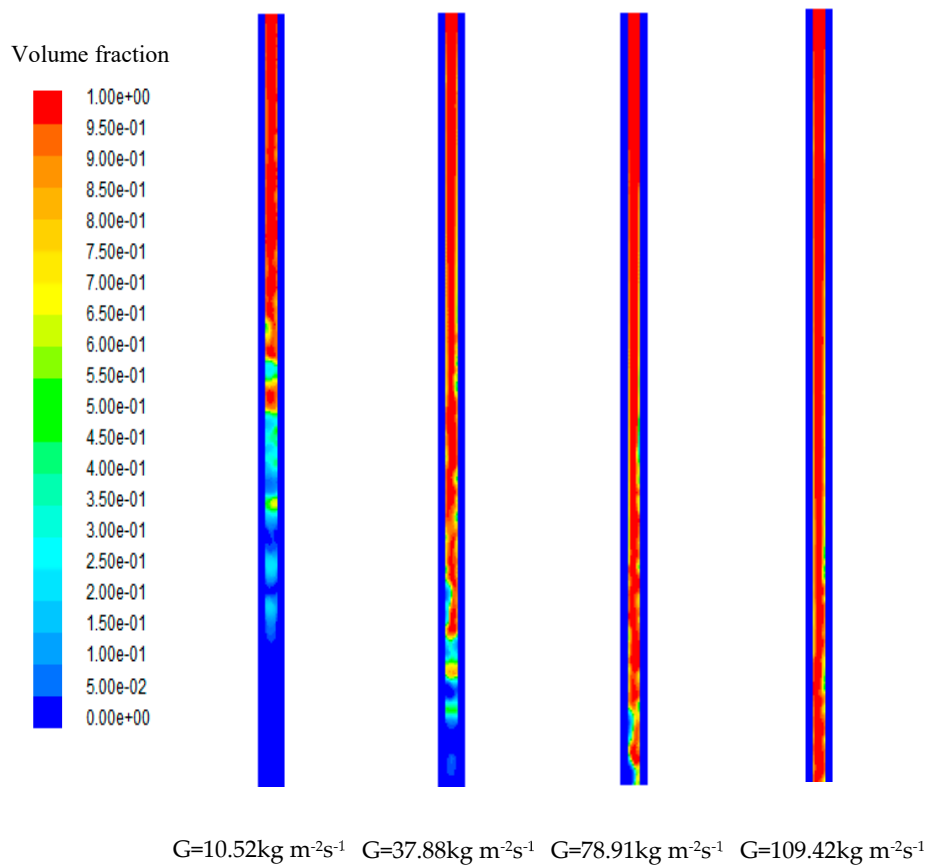 Volume fraction
1.00e+00
9.50e-01
9.00e-01
8.50e-01
8.00e-01
7.50e-01
7.00e-01
6.50e-01
6.00e-01
5.50e-01
5.00e-01
4.50e-01
4.00e-01
3.50e-01
3.00e-01
2.50e-01
2.00e-01
1.50e-01
1.00e-01
5.00e-02
0.00e+00
G=10.52kg m⁻²s⁻¹ G=37.88kg m⁻²s⁻¹ G=78.91kg m⁻²s⁻¹ G=109.42kg m⁻²s⁻¹